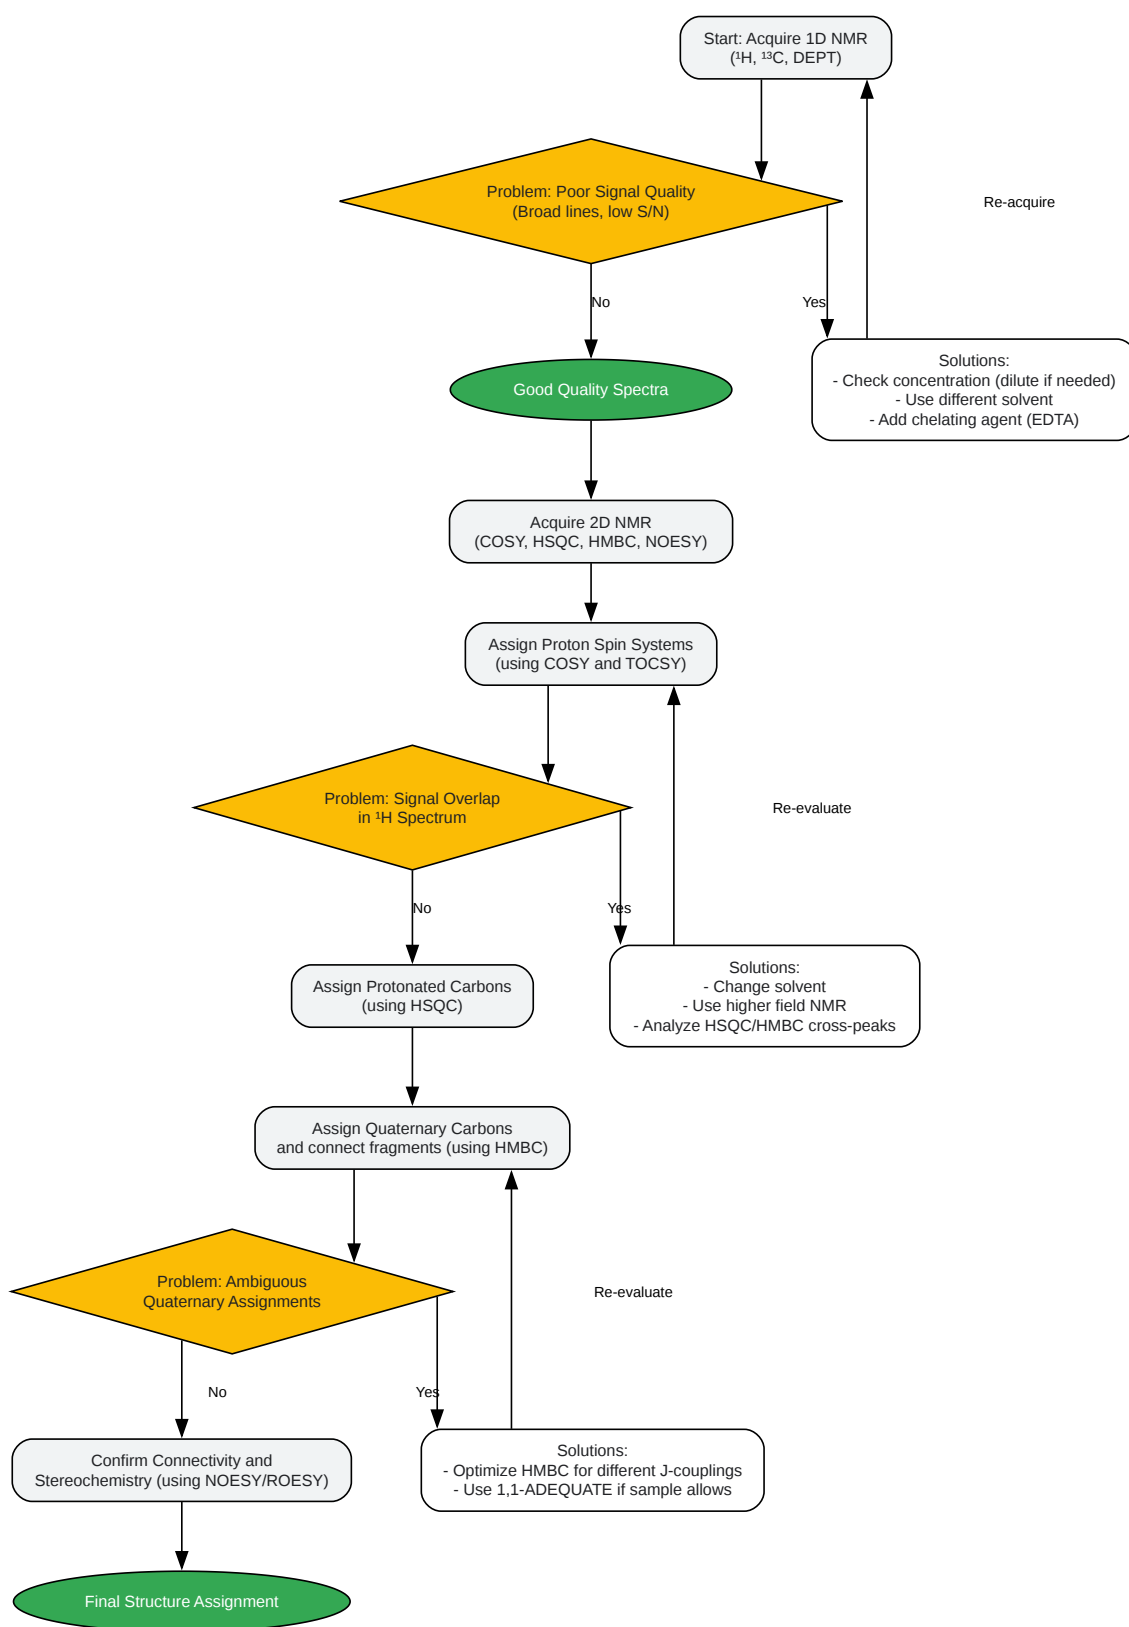 Start: Acquire 1D NMR
(¹H, ¹³C, DEPT)
Problem: Poor Signal Quality
(Broad lines, low S/N)
Re-acquire
No
Yes
Solutions:
- Check concentration (dilute if needed)
- Use different solvent
- Add chelating agent (EDTA)
Good Quality Spectra
Acquire 2D NMR
(COSY, HSQC, HMBC, NOESY)
Assign Proton Spin Systems
(using COSY and TOCSY)
Problem: Signal Overlap
in ¹H Spectrum
Re-evaluate
No
Yes
Solutions:
- Change solvent
- Use higher field NMR
- Analyze HSQC/HMBC cross-peaks
Assign Protonated Carbons
(using HSQC)
Assign Quaternary Carbons
and connect fragments (using HMBC)
Problem: Ambiguous
Quaternary Assignments
Re-evaluate
No
Yes
Solutions:
- Optimize HMBC for different J-couplings
- Use 1,1-ADEQUATE if sample allows
Confirm Connectivity and
Stereochemistry (using NOESY/ROESY)
Final Structure Assignment